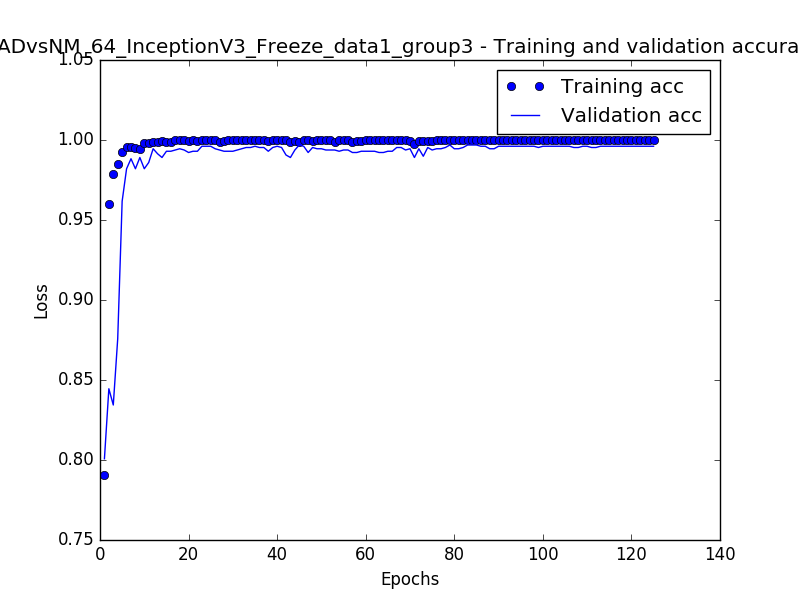 ADvsNM_64_InceptionV3_Freeze_data1_group3 - Training and validation accura
1.05
1.00
0.95
0.90
0.85
0.80
0.75
Loss
Training acc
Validation acc
0 20 40 60 80 100 120 140
Epochs